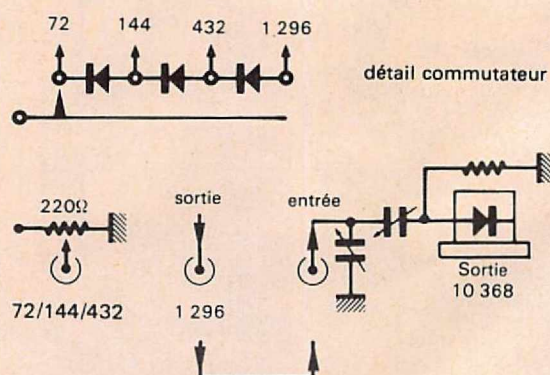 72 144 432 1 296
détail commutateur
220Ω sortie entrée
72/144/432 1 296
Sortie
10 368